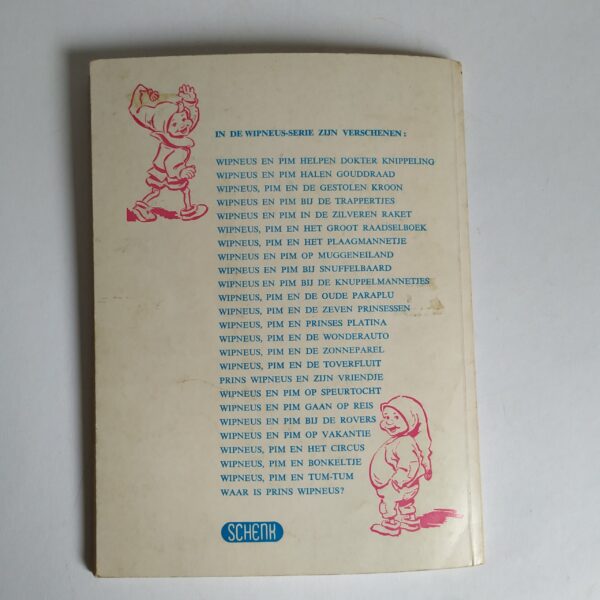 IN DE WIPNEUS-SERIE ZIJN VERSCHENEN:
WIPNEUS EN PIM HELPEN DOKTER KNIPPELING
WIPNEUS EN PIM HALEN GOUDDRAAD
WIPNEUS, PIM EN DE GESTOLEN KROON
WIPNEUS EN PIM BIJ DE TRAPPERTJES
WIPNEUS EN PIM IN DE ZILVEREN RAKET
WIPNEUS, PIM EN HET GROOT RAADSELBOEK
WIPNEUS, PIM EN HET PLAAGMANNETJE
WIPNEUS EN PIM OP MUGGENEILAND
WIPNEUS EN PIM BIJ SNUFFELBAARD
WIPNEUS EN PIM BIJ DE KNUPPELMANNETJES
WIPNEUS, PIM EN DE OUDE PARAPLU
WIPNEUS, PIM EN DE ZEVEN PRINSESSEN
WIPNEUS, PIM EN PRINSES PLATINA
WIPNEUS, PIM EN DE WONDERAUTO
WIPNEUS, PIM EN DE ZONNEPAREL
WIPNEUS, PIM EN DE TOVERFLUIT
PRINS WIPNEUS EN ZIJN VRIENDJE
WIPNEUS EN PIM OP SPEURTOCHT
WIPNEUS EN PIM GAAN OP REIS
WIPNEUS EN PIM BIJ DE ROVERS
WIPNEUS EN PIM OP VAKANTIE
WIPNEUS, PIM EN HET CIRCUS
WIPNEUS, PIM EN BONKELTJE
WIPNEUS, PIM EN TUM-TUM
WAAR IS PRINS WIPNEUS?
SCHENK